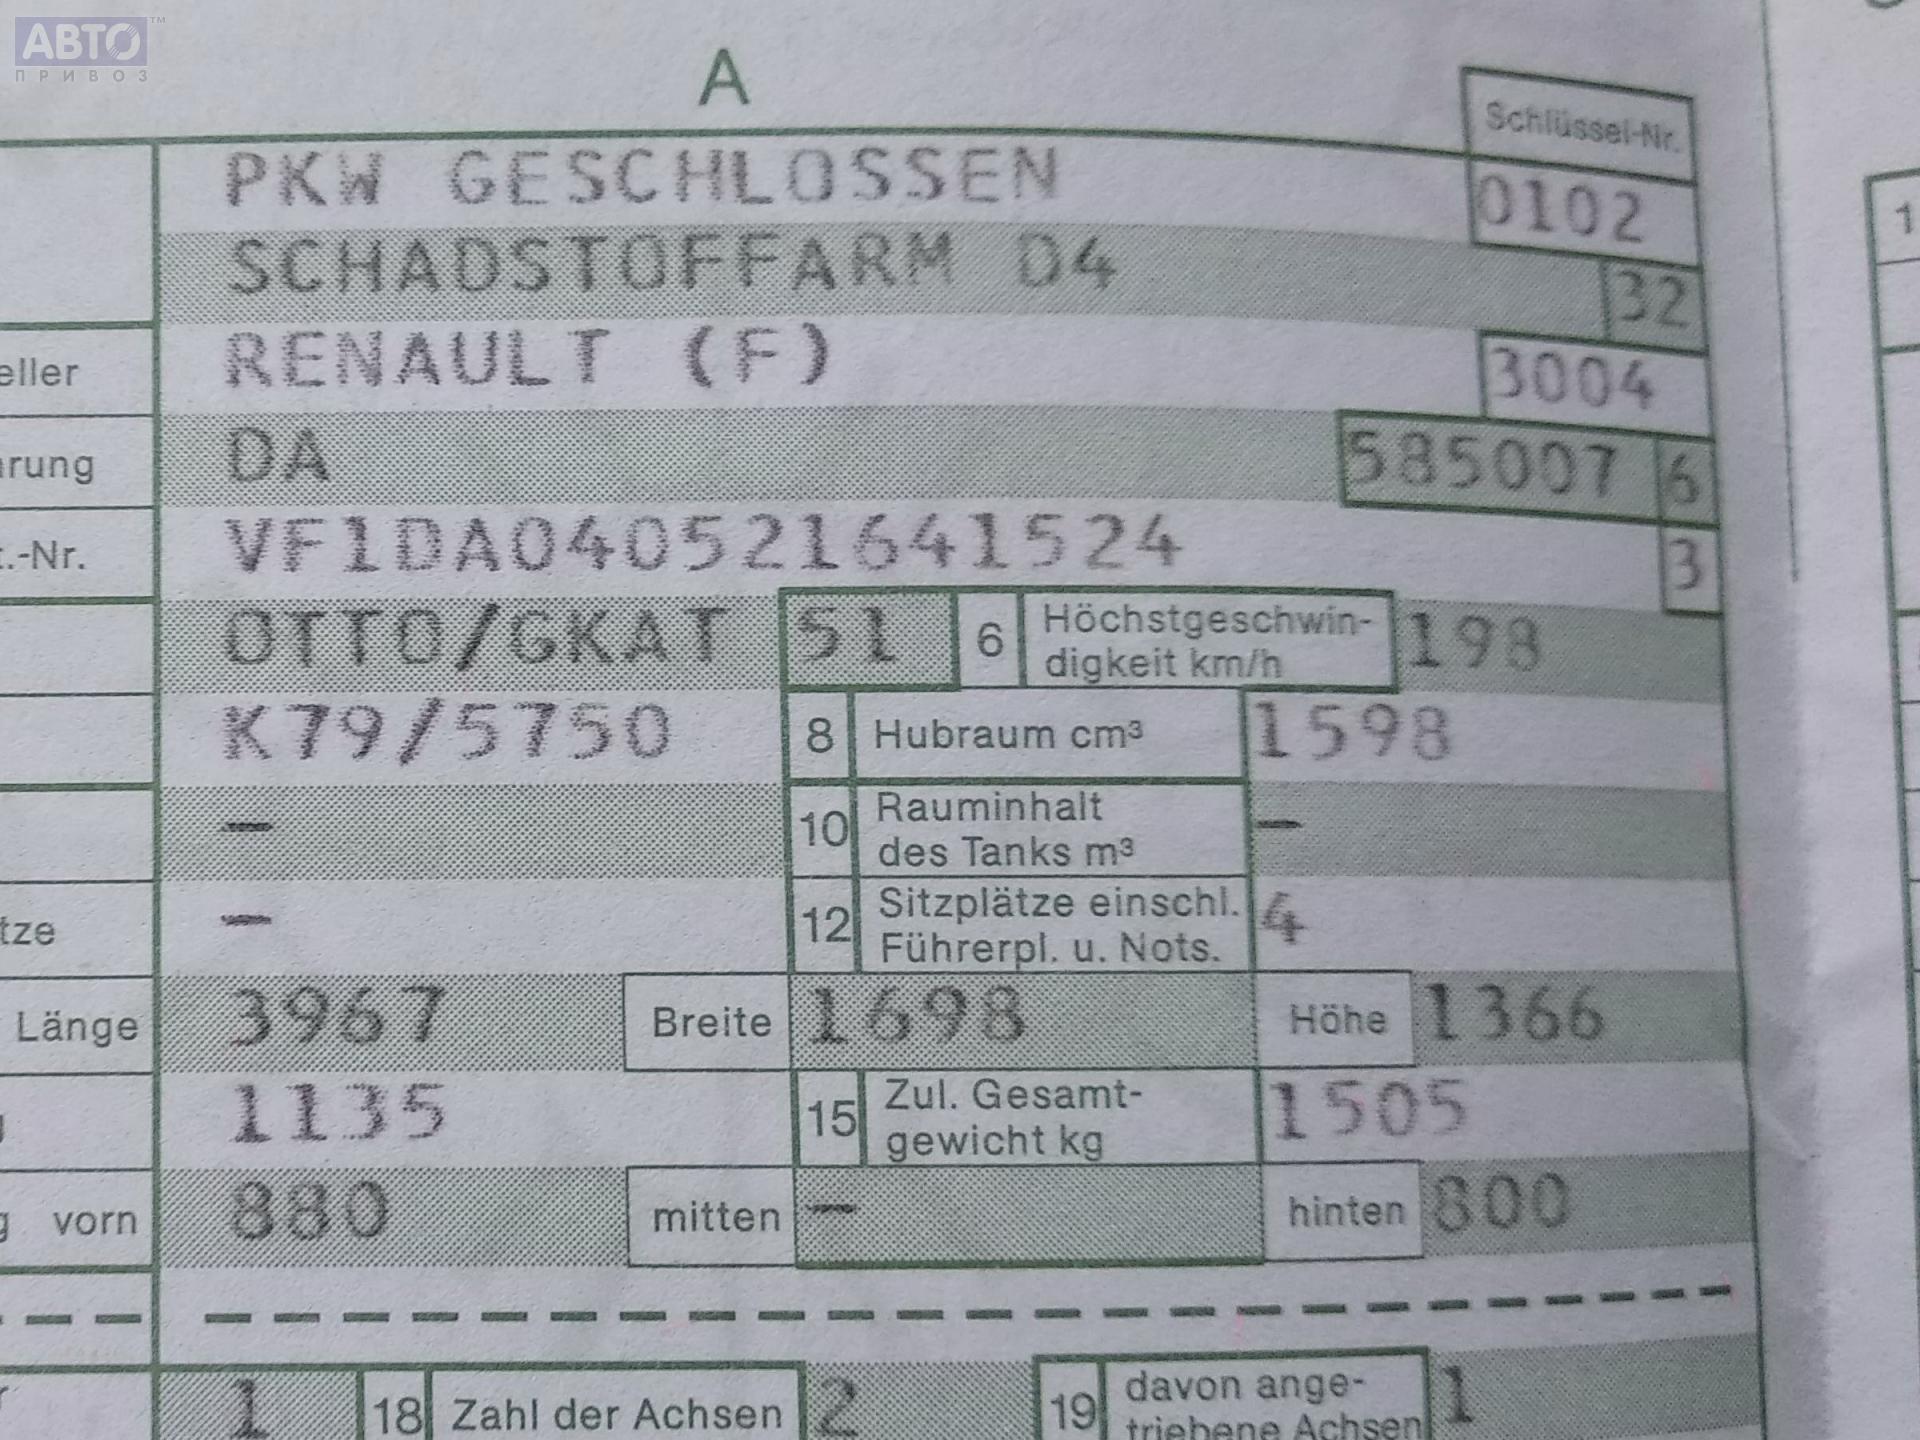 АВТО™
ПРИВОЗ
A
Schlüssel-Nr.
PKW GESCHLOSSEN 0102
1
SCHADSTOFFARM D4 32
eller RENAULT (F) 3004
arung DA 585007 6
t.-Nr. VF1DA040521641524 3
OTTO/GKAT 51 6 Höchstgeschwin-
digkeit km/h 198
K79/5750 8 Hubraum cm³ 1598
– 10 Rauminhalt
des Tanks m³ –
tze – 12 Sitzplätze einschl.
Führerpl. u. Nots. 4
Länge 3967 Breite 1698 Höhe 1366
g 1135 15 Zul. Gesamt-
gewicht kg 1505
g vorn 880 mitten – hinten 800
1 18 Zahl der Achsen 2 19 davon ange-
triebene Achsen 1